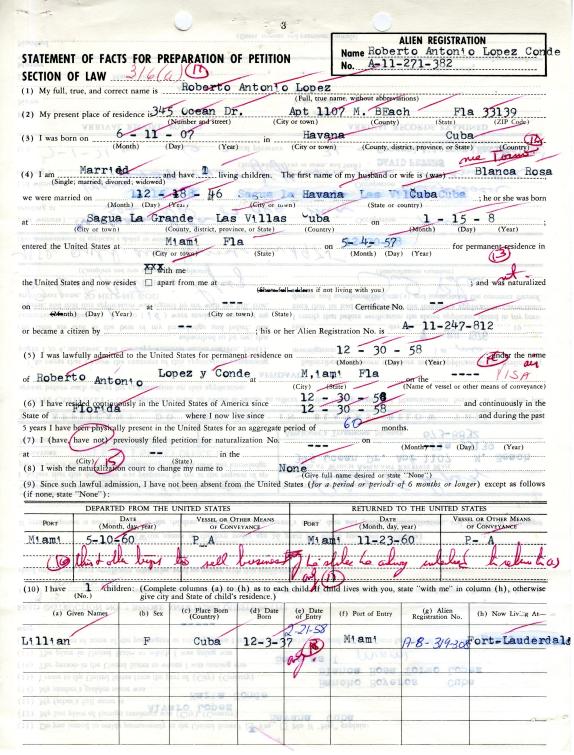 3
ALIEN REGISTRATION
Name Roberto Antonio Lopez Conde
No. A-11-271-382
STATEMENT OF FACTS FOR PREPARATION OF PETITION
SECTION OF LAW 316(a) 11
(1) My full, true, and correct name is Roberto Antonio Lopez
(Full, true name, without abbreviations)
(2) My present place of residence is 345 Ocean Dr. Apt 1107 M. BFach Fla 33139
(Number and street) (City or town) (County) (State) (ZIP Code)
(3) I was born on 6 - 11 - 07 in Havana Cuba
(Month) (Day) (Year) (City or town) (County, district, province, or State) (Country)
(4) I am Married and have 1 living children. The first name of my husband or wife is (was) Blanca Rosa
(Single; married, divorced; widowed)
we were married on 12 - 18 - 46 Havana Cuba ; he or she was born
(Month) (Day) (Year) (City or town) (State or country)
at Sagua La Grande Las Villas Cuba on 1 - 15 - 8 ;
(City or town) (County, district, province, or State) (Country) (Month) (Day) (Year)
entered the United States at Miami Fla on 5-4-57 for permanent residence in
(City or town) (State) (Month) (Day) (Year)
xxx with me
the United States and now resides apart from me at ; and was naturalized
(Show full address if not living with you)
on at --- Certificate No. --
(Month) (Day) (Year) (City or town) (State)
or became a citizen by -- ; his or her Alien Registration No. is A- 11-247-812
(5) I was lawfully admitted to the United States for permanent residence on 12 - 30 - 58 under the name
(Month) (Day) (Year)
of Roberto Antonio Lopez y Conde at M,iami Fla on the ---- VISA
(City) (State) (Name of vessel or other means of conveyance)
(6) I have resided continuously in the United States of America since 12 - 30 - 58 and continuously in the
State of Florida where I now live since 12 - 30 - 58 and during the past
5 years I have been physically present in the United States for an aggregate period of 60 months.
(7) I (have) (have not) previously filed petition for naturalization No. --- on ---
(Month) (Day) (Year)
at -- in the ---
(City) (State)
(8) I wish the naturalization court to change my name to None
(Give full name desired or state "None")
(9) Since such lawful admission, I have not been absent from the United States (for a period or periods of 6 months or longer) except as follows
(if none, state "None"):
DEPARTED FROM THE UNITED STATES RETURNED TO THE UNITED STATES
PORT DATE (Month, day, year) VESSEL OR OTHER MEANS OF CONVEYANCE PORT DATE (Month, day, year) VESSEL OR OTHER MEANS OF CONVEYANCE
Miami 5-10-60 P A Miami 11-23-60 P- A
to sell business
(10) I have 1 children: (Complete columns (a) to (h) as to each child. If child lives with you, state "with me" in column (h), otherwise
(No.) give city and State of child's residence.)
(a) Given Names (b) Sex (c) Place Born (Country) (d) Date Born (e) Date of Entry (f) Port of Entry (g) Alien Registration No. (h) Now Living At—
Lillian F Cuba 12-3-37 2-21-58 Miami A-8-319-308 Fort-Lauderdale